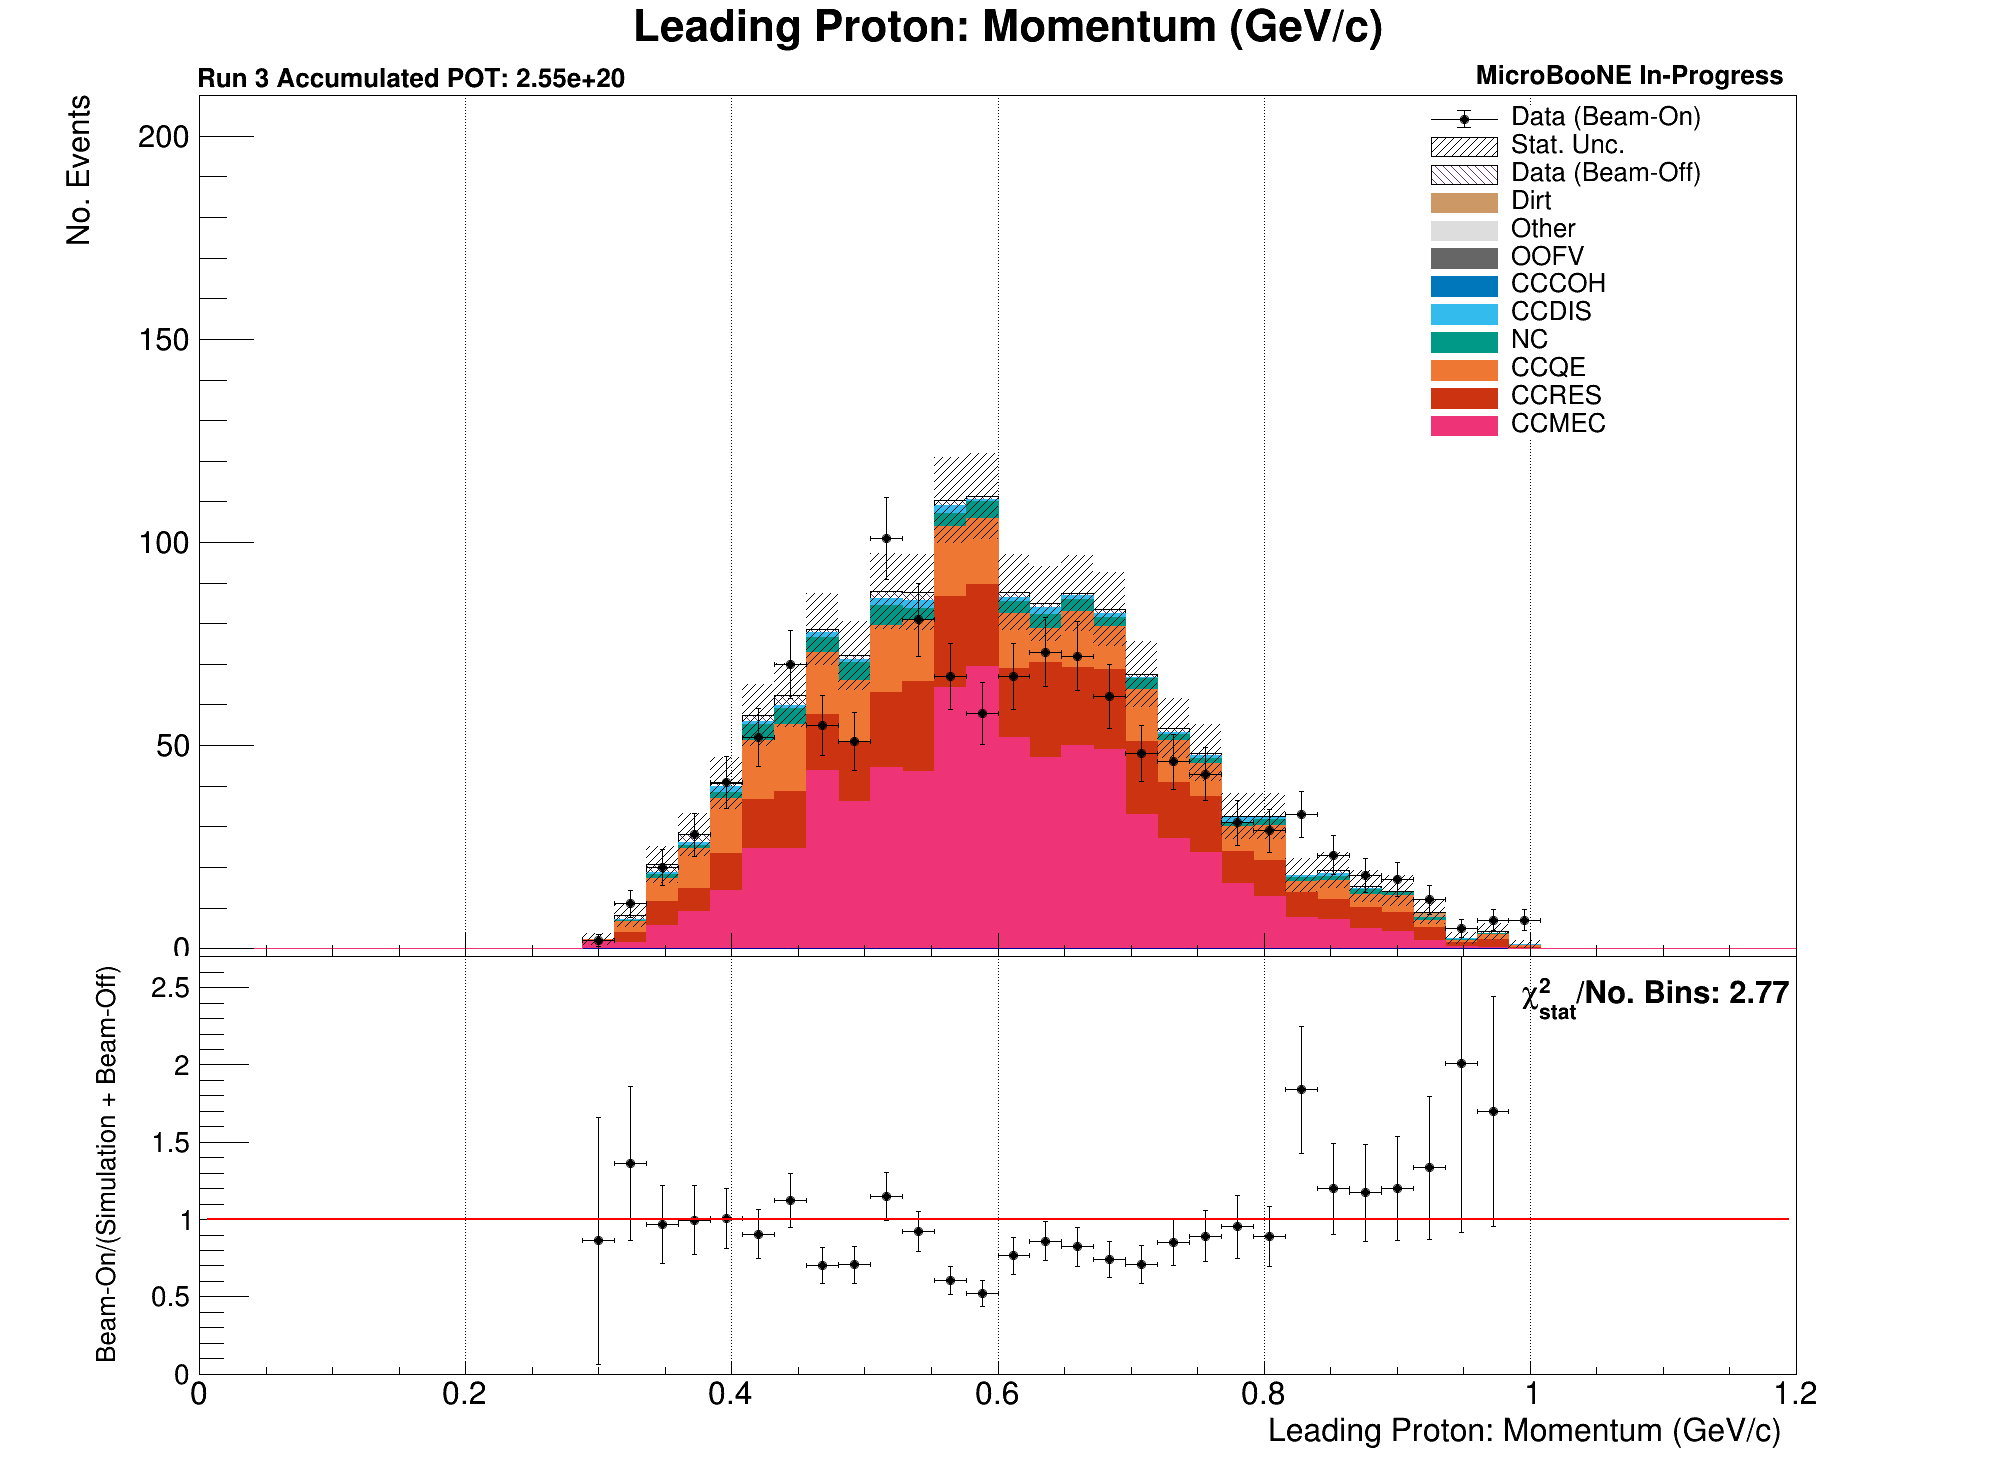 Leading Proton: Momentum (GeV/c)
Run 3 Accumulated POT: 2.55e+20
MicroBooNE In-Progress
No. Events
200
150
100
50
0
Data (Beam-On)
Stat. Unc.
Data (Beam-Off)
Dirt
Other
OOFV
CCCOH
CCDIS
NC
CCQE
CCRES
CCMEC
Beam-On/(Simulation + Beam-Off)
2.5
2
1.5
1
0.5
0
χ²stat/No. Bins: 2.77
0 0.2 0.4 0.6 0.8 1 1.2
Leading Proton: Momentum (GeV/c)